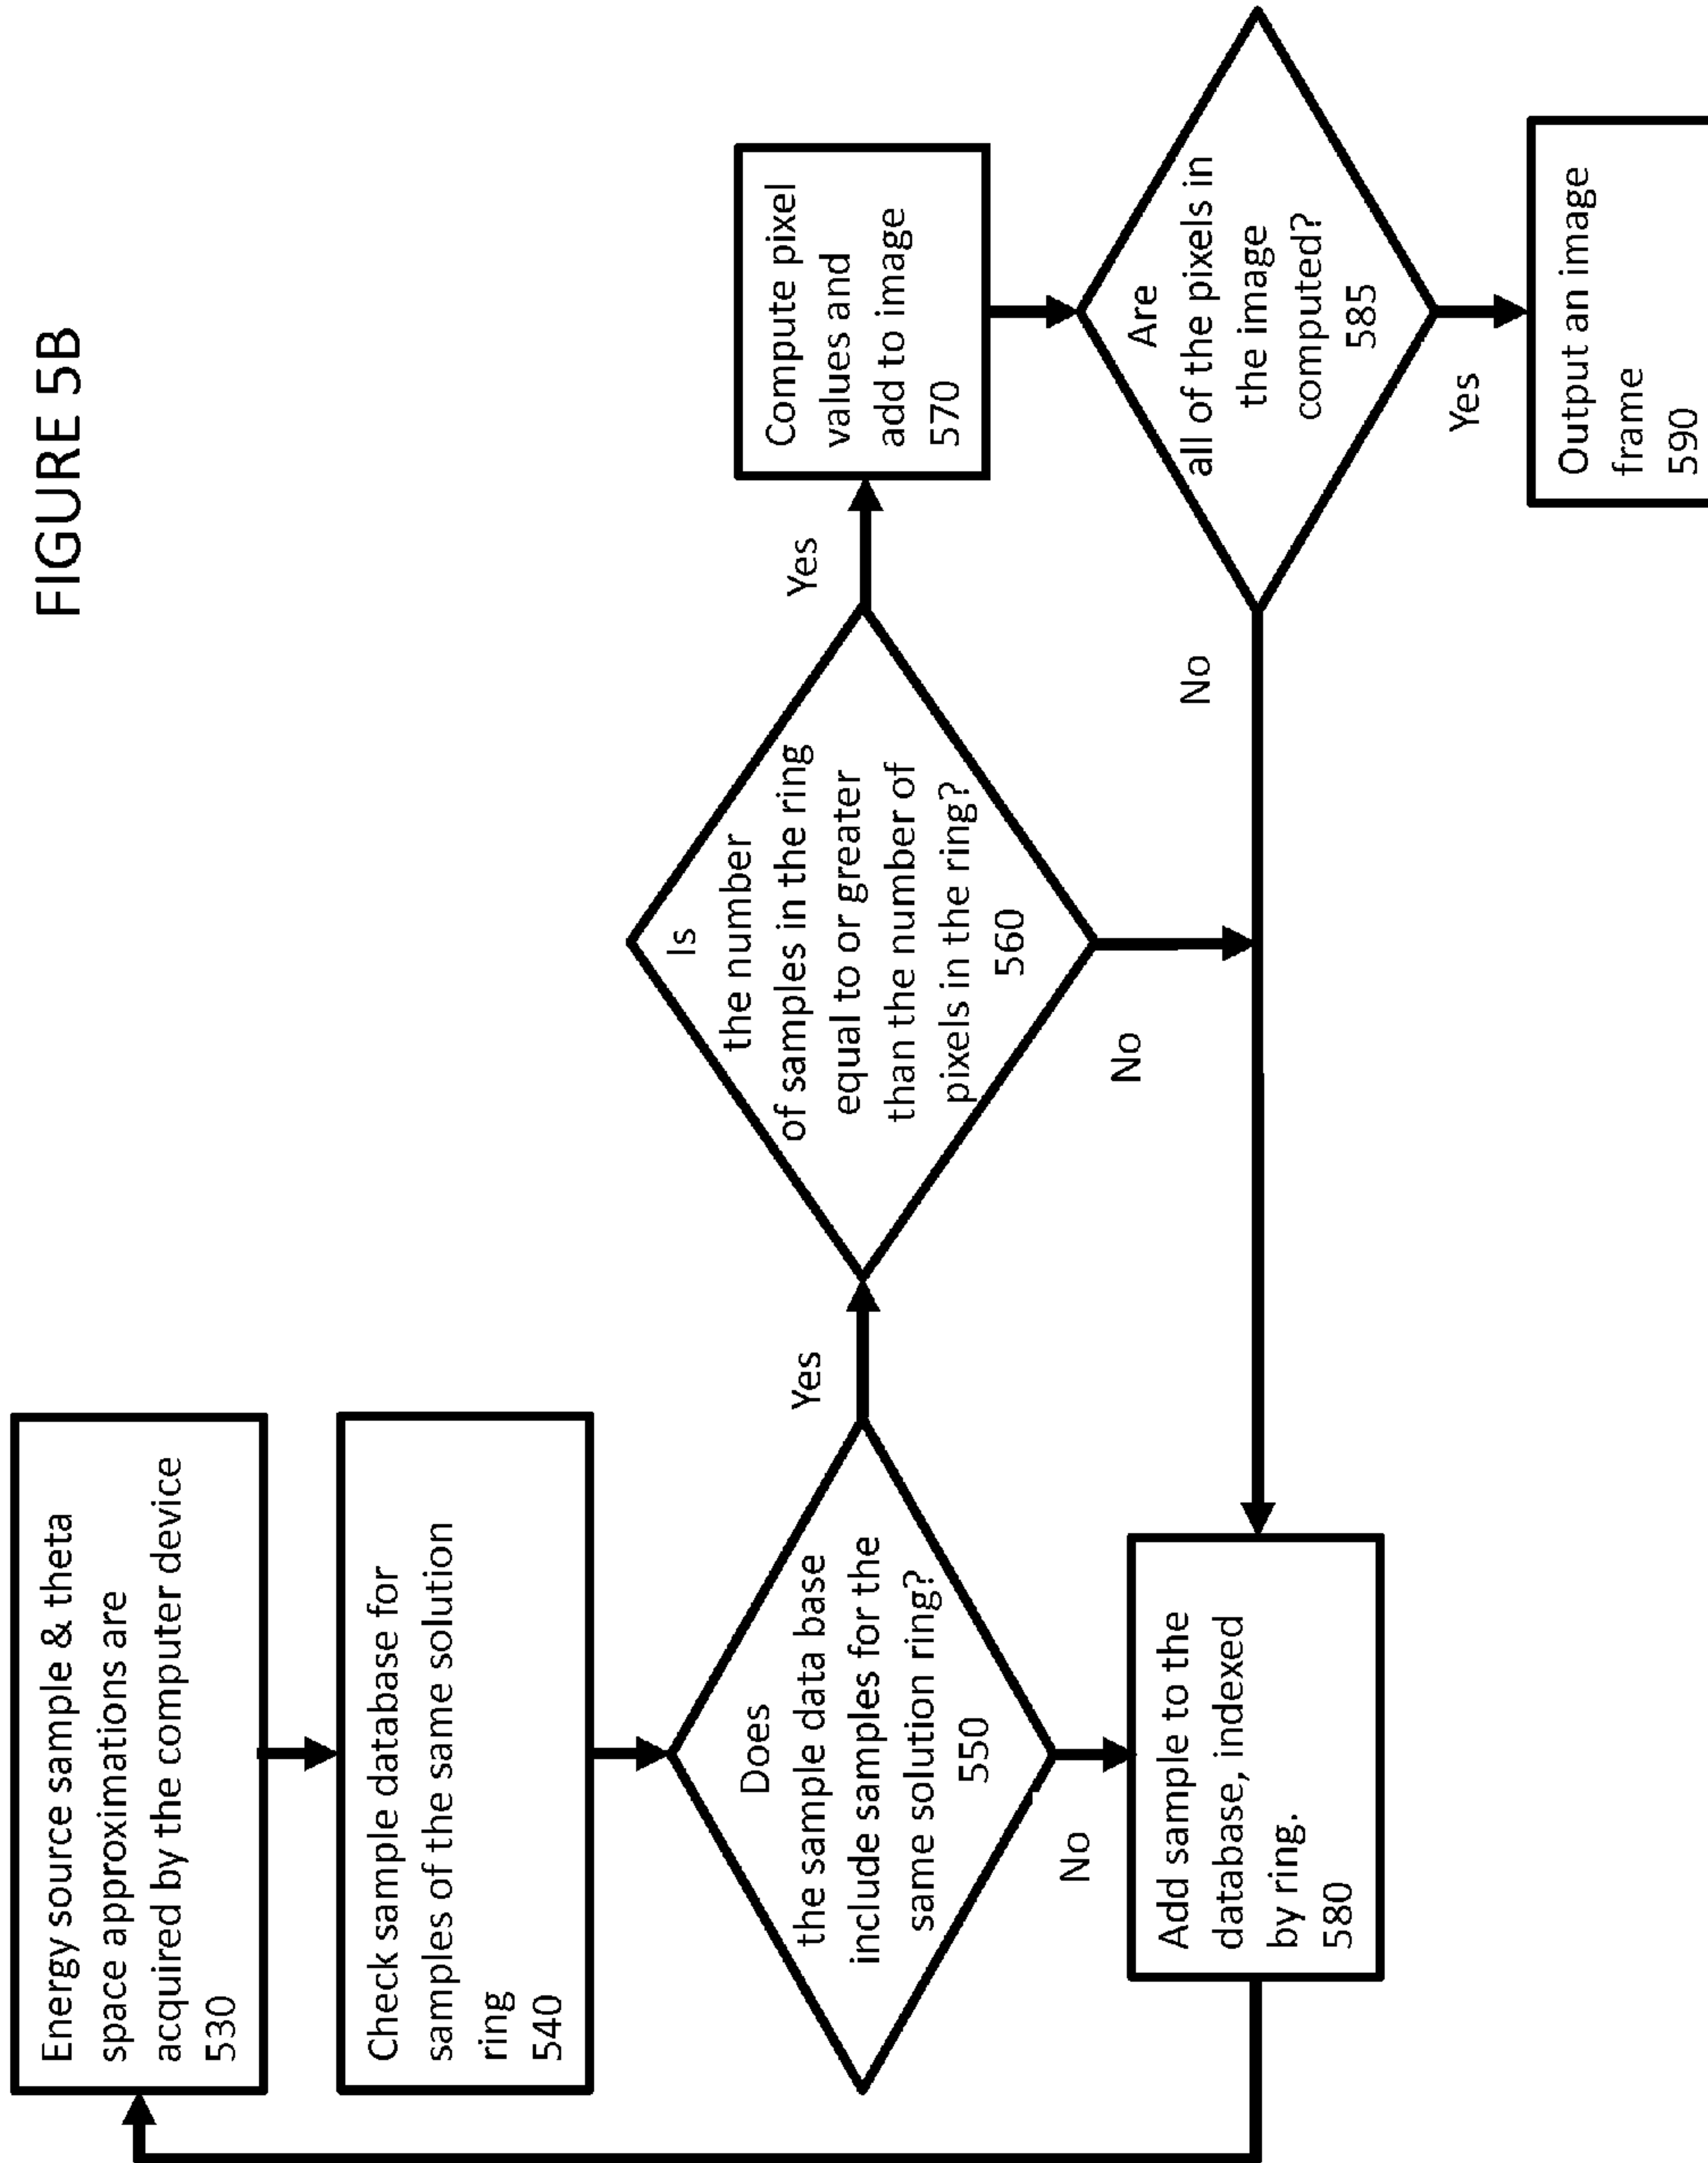 FIGURE 5B
Energy source sample & theta
space approximations are
acquired by the computer device
530
Check sample database for
samples of the same solution
ring
540
Does
the sample data base
include samples for the
same solution ring?
550
Yes
No
Is
the number
of samples in the ring
equal to or greater
than the number of
pixels in the ring?
560
Yes
No
Compute pixel
values and
add to image
570
Are
all of the pixels in
the image
computed?
585
No
Yes
Add sample to the
database, indexed
by ring.
580
Output an image
frame
590